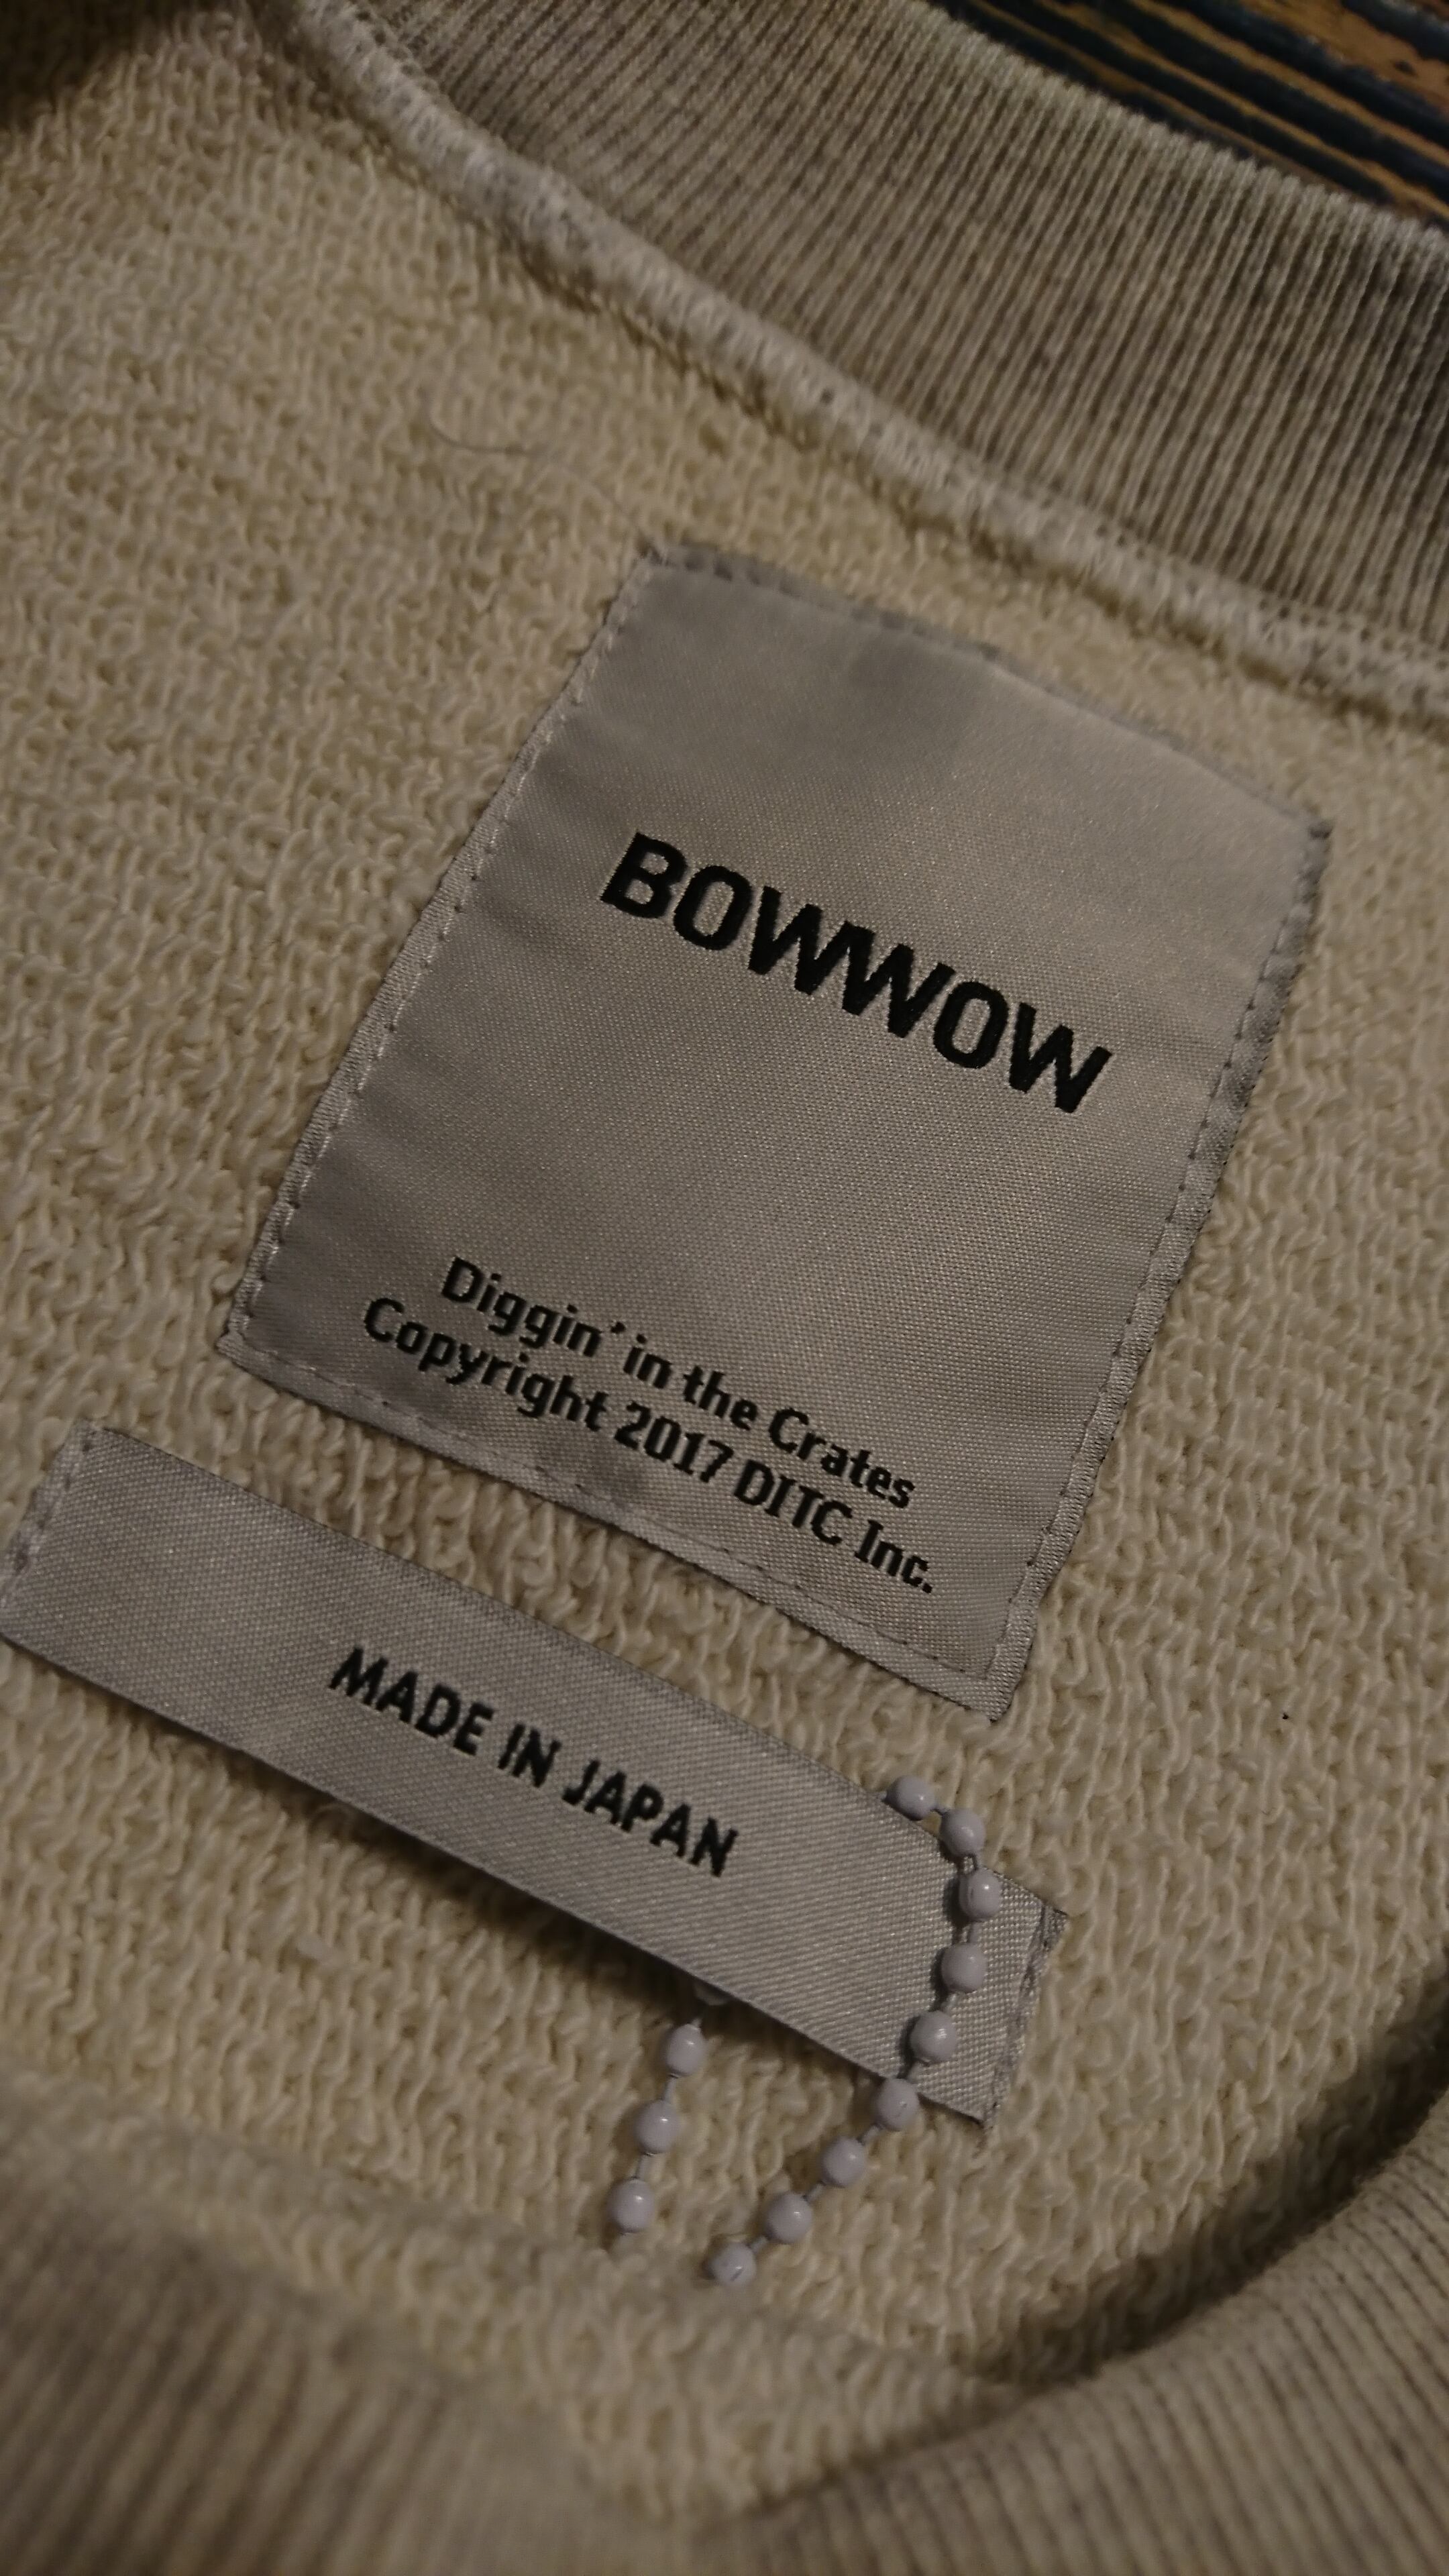 BOWWOW
Diggin' in the Crates
Copyright 2017 DITC Inc.
MADE IN JAPAN